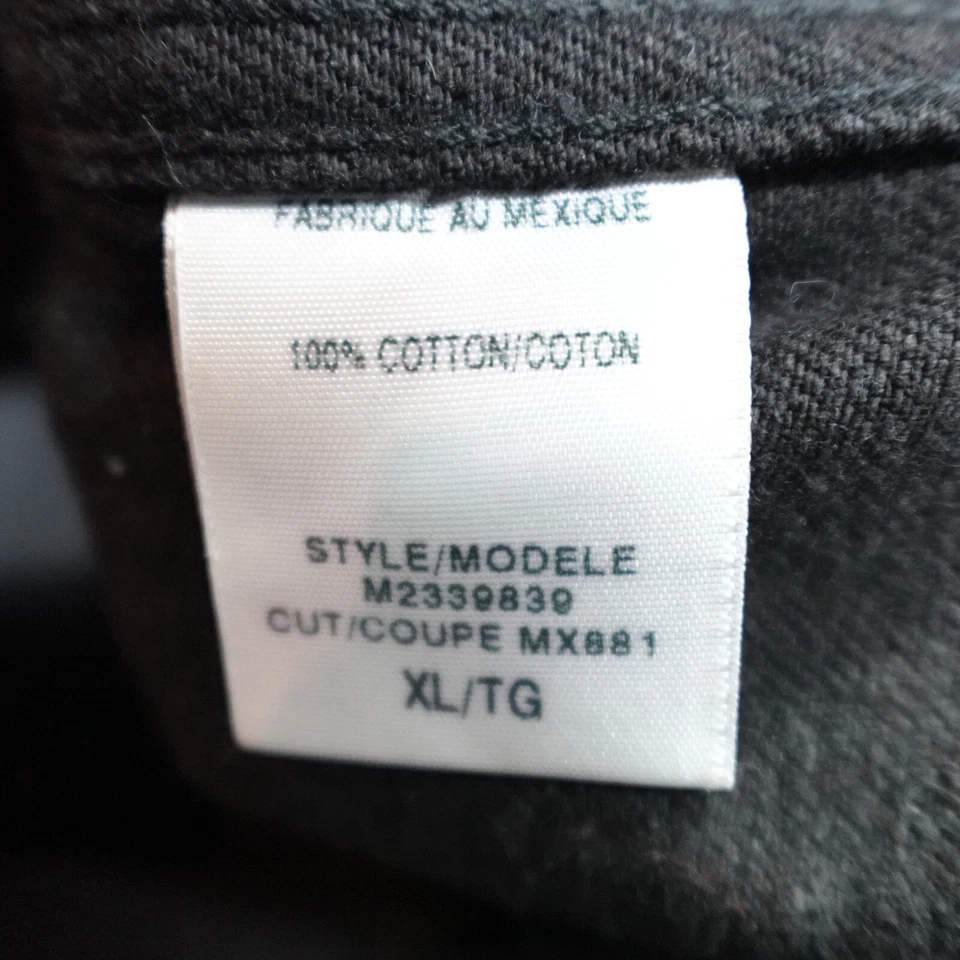 FABRIQUE AU MEXIQUE
100% COTTON/COTON
STYLE/MODELE
M2339839
CUT/COUPE MX881
XL/TG